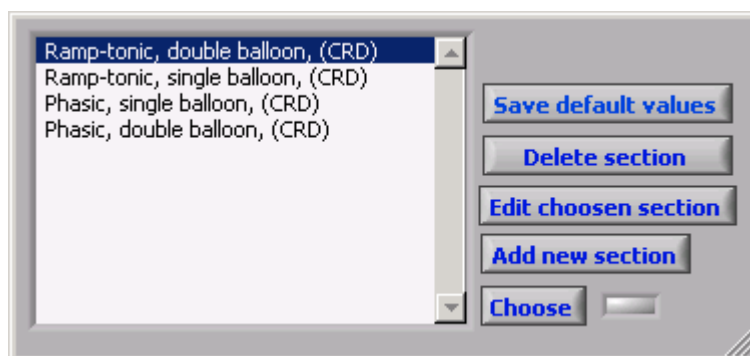 Ramp-tonic, double balloon, (CRD)
Ramp-tonic, single balloon, (CRD)
Phasic, single balloon, (CRD)
Phasic, double balloon, (CRD)
Save default values
Delete section
Edit choosen section
Add new section
Choose